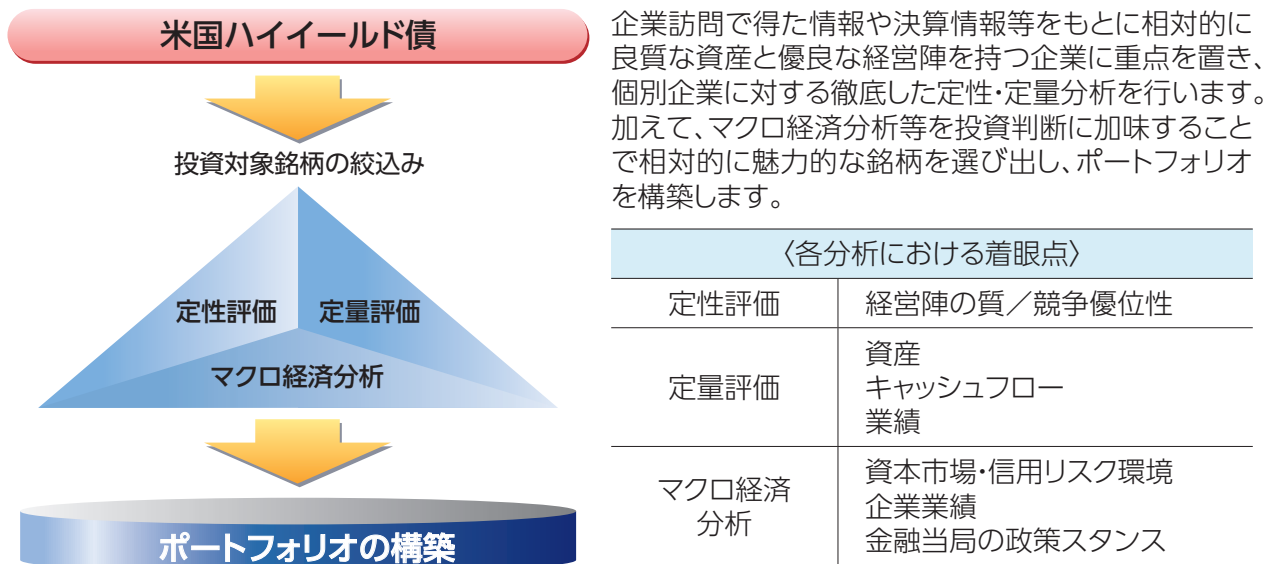 米国ハイイールド債
投資対象銘柄の絞込み
定性評価
定量評価
マクロ経済分析
ポートフォリオの構築
企業訪問で得た情報や決算情報等をもとに相対的に
良質な資産と優良な経営陣を持つ企業に重点を置き、
個別企業に対する徹底した定性・定量分析を行います。
加えて、マクロ経済分析等を投資判断に加味すること
で相対的に魅力的な銘柄を選び出し、ポートフォリオ
を構築します。
〈各分析における着眼点〉
定性評価
経営陣の質／競争優位性
定量評価
資産
キャッシュフロー
業績
マクロ経済
分析
資本市場・信用リスク環境
企業業績
金融当局の政策スタンス